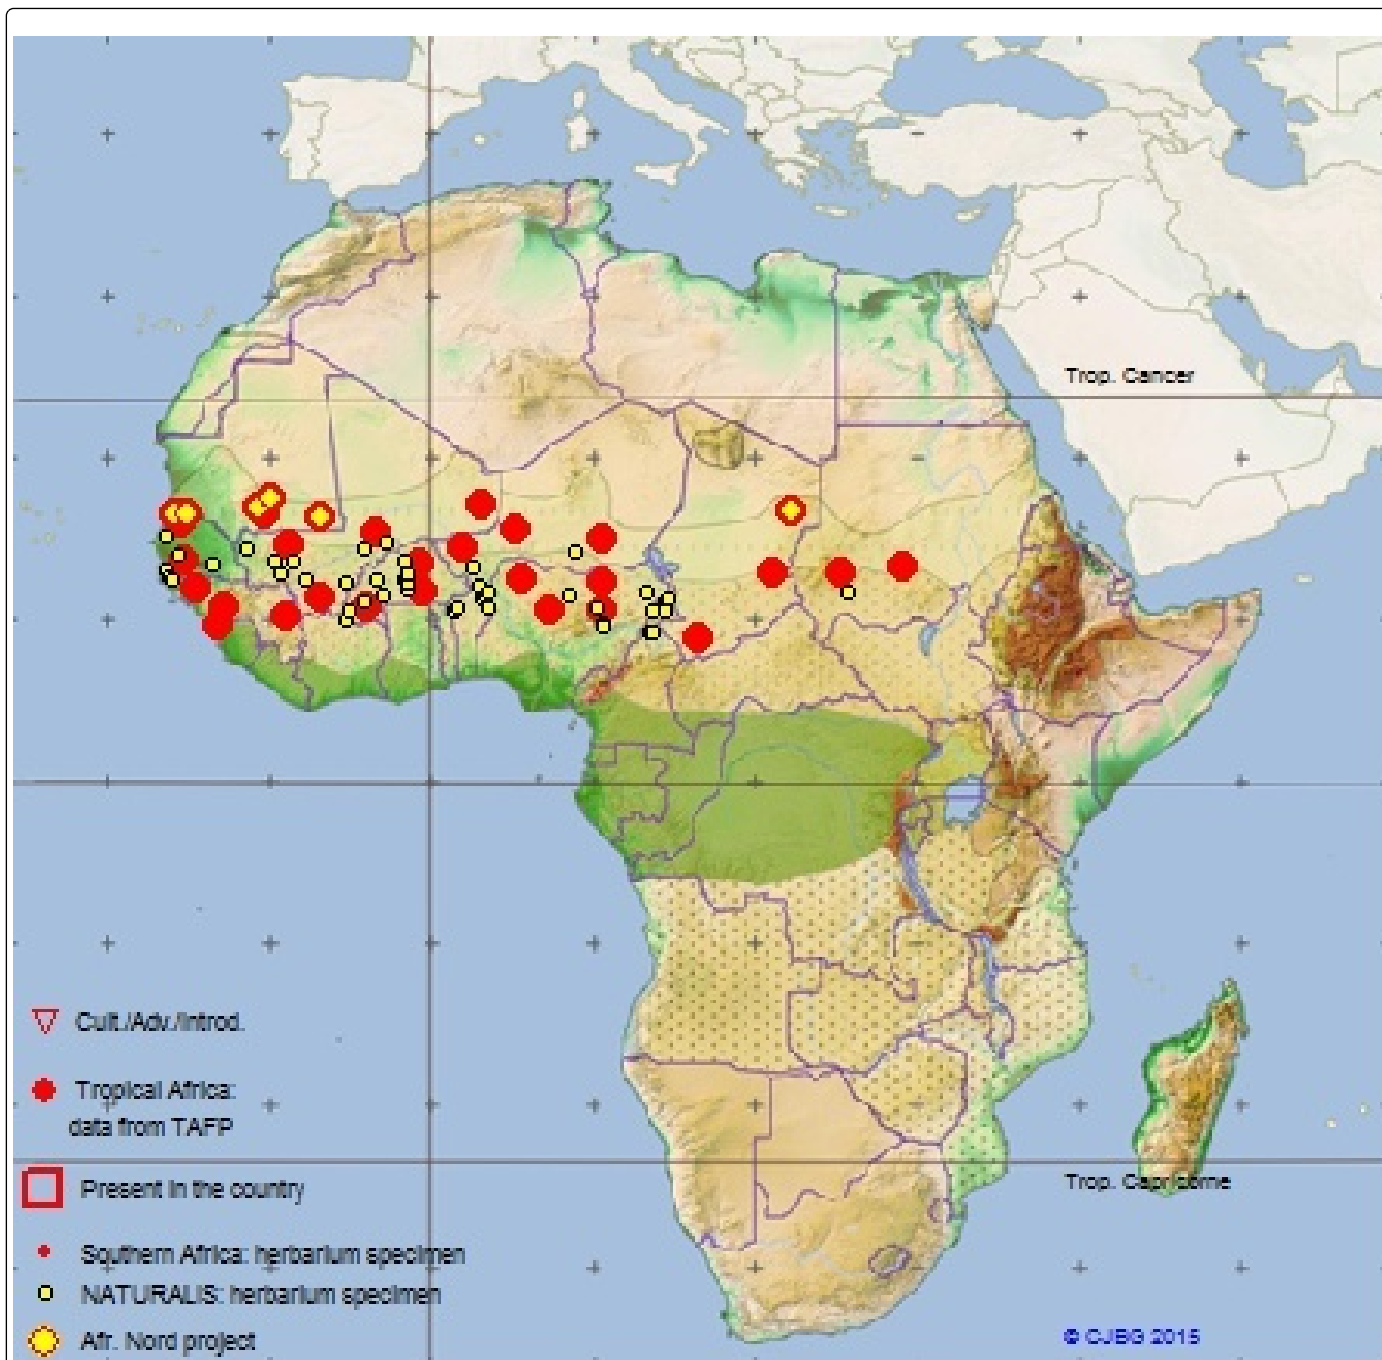 Trop. Cancer
Cult./Adv./Introd.
Tropical Africa:
data from TAFP
Trop. Capricorne
Present in the country
Southern Africa: herbarium specimen
NATURALIS: herbarium specimen
Afr. Nord project
© CJBG 2015